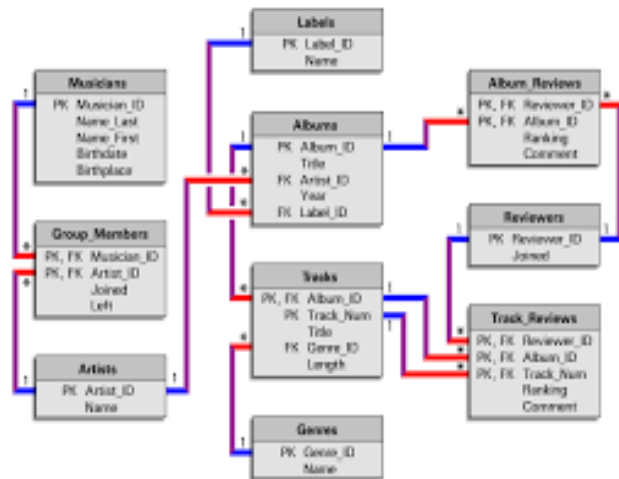 Labels
PK Label_ID
Name
Musicians
PK Musician_ID
Name_Last
Name_First
Birthdate
Birthplace
Albums
PK Album_ID
Title
FK Artist_ID
Year
FK Label_ID
Album_Reviews
PK, FK Reviewer_ID
PK, FK Album_ID
Ranking
Comment
Group_Members
PK, FK Musician_ID
PK, FK Artist_ID
Joined
Left
Reviewers
PK Reviewer_ID
Joined
Tracks
PK, FK Album_ID
PK Track_Num
Title
FK Genre_ID
Length
Track_Reviews
PK, FK Reviewer_ID
PK, FK Album_ID
PK, FK Track_Num
Ranking
Comment
Artists
PK Artist_ID
Name
Genres
PK Genre_ID
Name